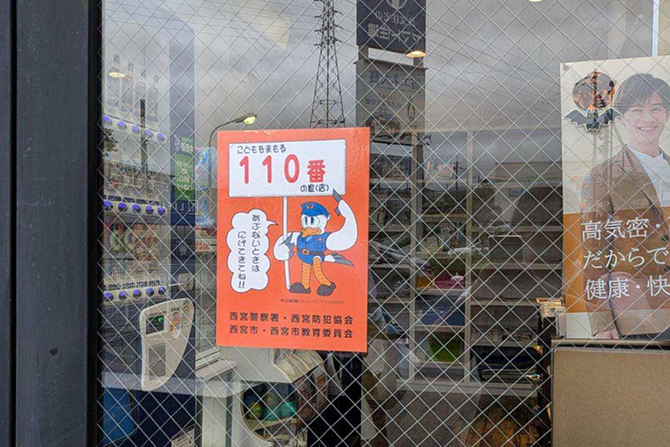 こどもをまもる
110番
の家(店)
あぶないときは
にげてきてね!!
西宮警察署・西宮防犯協会
西宮市・西宮市教育委員会
高気密・
だからで
健康・快